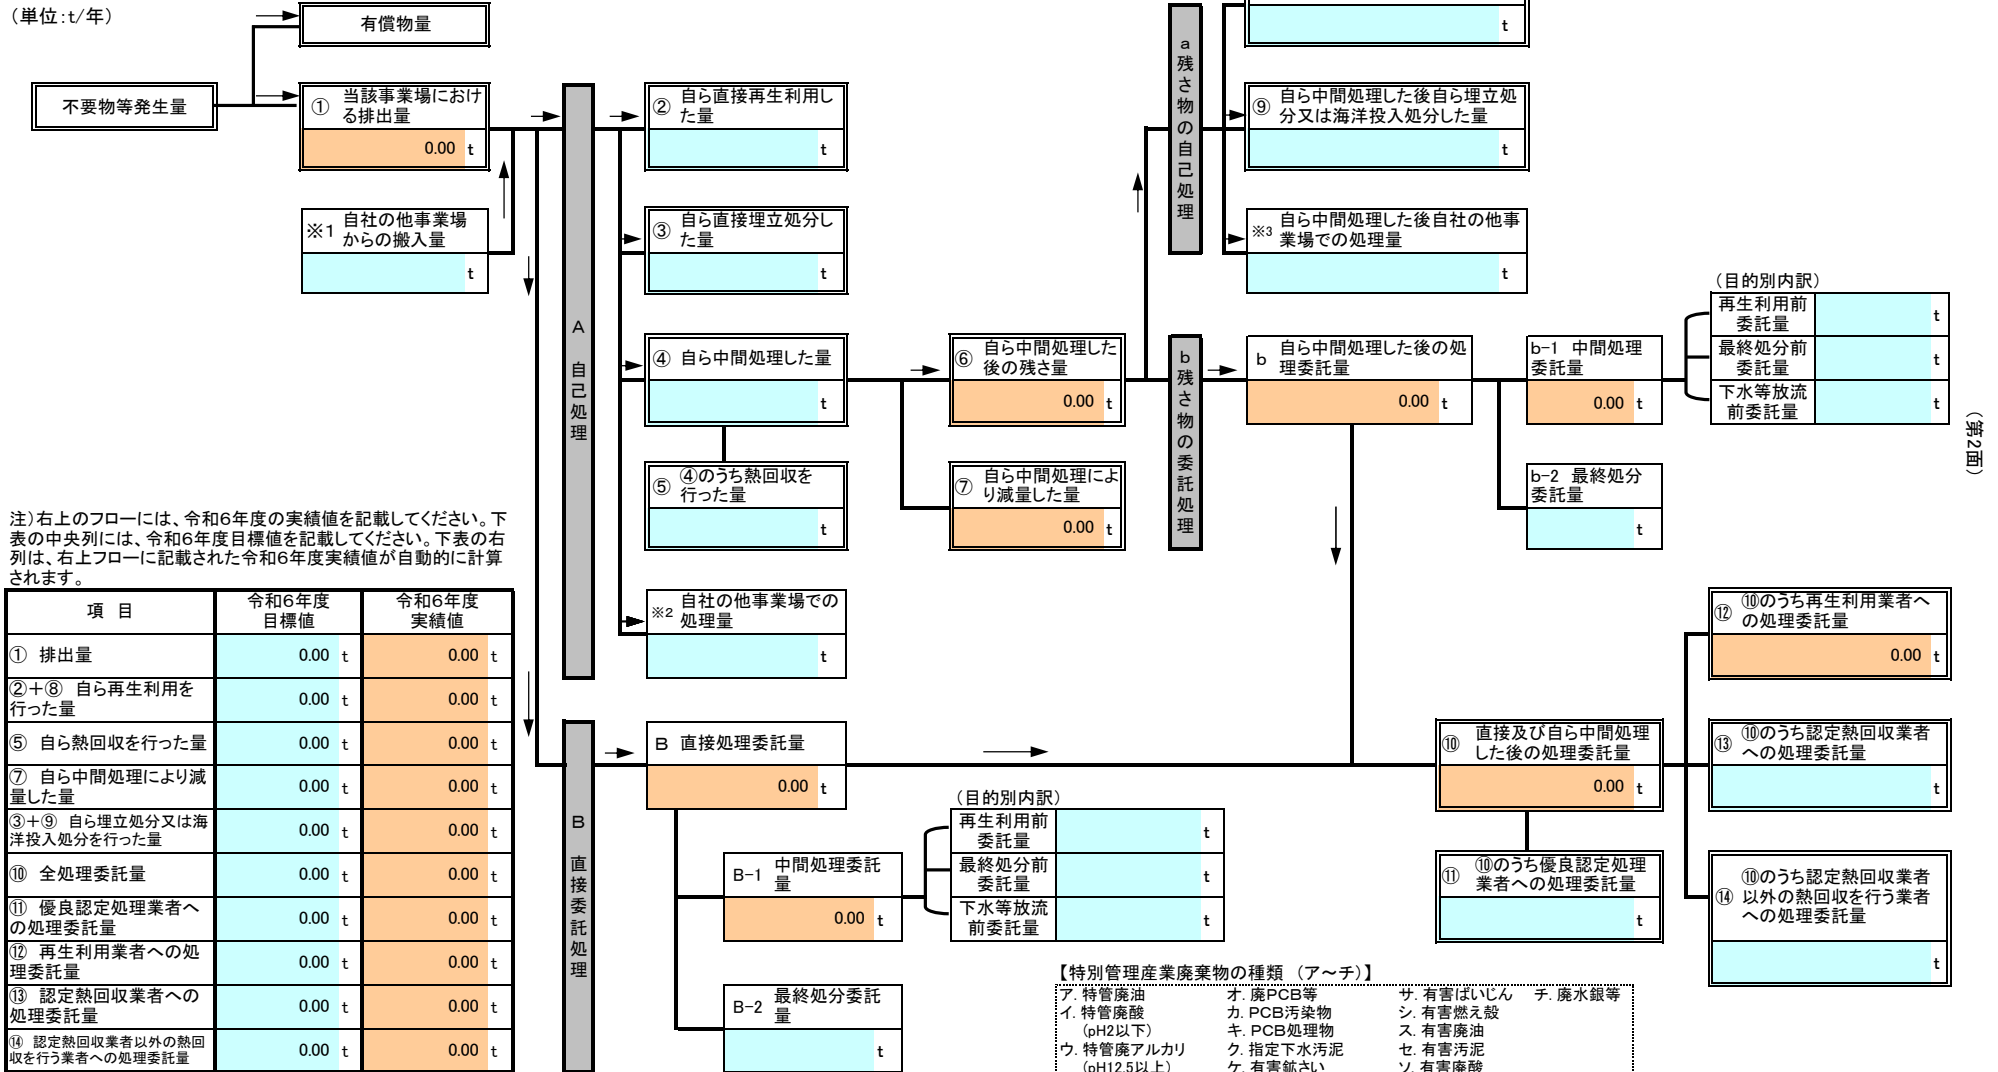 (単位:t/年)
有償物量
t
不要物等発生量
① 当該事業場におけ
る排出量
0.00 t
※1 自社の他事業場
からの搬入量
t
A 自己処理
② 自ら直接再生利用し
た量
t
③ 自ら直接埋立処分し
た量
t
④ 自ら中間処理した量
t
⑤ ④のうち熱回収を
行った量
t
※2 自社の他事業場での
処理量
t
⑥ 自ら中間処理した
後の残さ量
0.00 t
⑦ 自ら中間処理によ
り減量した量
0.00 t
a 残さ物の自己処理
⑨ 自ら中間処理した後自ら埋立処
分又は海洋投入処分した量
t
※3 自ら中間処理した後自社の他事
業場での処理量
t
b 残さ物の委託処理
b 自ら中間処理した後の処
理委託量
0.00 t
b-1 中間処理
委託量
0.00 t
b-2 最終処分
委託量
t
(目的別内訳)
再生利用前
委託量
t
最終処分前
委託量
t
下水等放流
前委託量
t
(第2面)
注)右上のフローには、令和6年度の実績値を記載してください。下
表の中央列には、令和6年度目標値を記載してください。下表の右
列は、右上フローに記載された令和6年度実績値が自動的に計算
されます。
項 目 令和6年度
目標値 令和6年度
実績値
① 排出量 0.00 t 0.00 t
②+⑧ 自ら再生利用を
行った量 0.00 t 0.00 t
⑤ 自ら熱回収を行った量 0.00 t 0.00 t
⑦ 自ら中間処理により減
量した量 0.00 t 0.00 t
③+⑨ 自ら埋立処分又は海
洋投入処分を行った量 0.00 t 0.00 t
⑩ 全処理委託量 0.00 t 0.00 t
⑪ 優良認定処理業者へ
の処理委託量 0.00 t 0.00 t
⑫ 再生利用業者への処
理委託量 0.00 t 0.00 t
⑬ 認定熱回収業者への
処理委託量 0.00 t 0.00 t
⑭ 認定熱回収業者以外の熱回
収を行う業者への処理委託量 0.00 t 0.00 t
B 直接委託処理
B 直接処理委託量
0.00 t
B-1 中間処理委託
量
0.00 t
B-2 最終処分委託
量
t
(目的別内訳)
再生利用前
委託量
t
最終処分前
委託量
t
下水等放流
前委託量
t
⑩ 直接及び自ら中間処理
した後の処理委託量
0.00 t
⑪ ⑩のうち優良認定処理
業者への処理委託量
t
⑫ ⑩のうち再生利用業者へ
の処理委託量
0.00 t
⑬ ⑩のうち認定熱回収業者
への処理委託量
t
⑭ ⑩のうち認定熱回収業者
以外の熱回収を行う業者
への処理委託量
t
【特別管理産業廃棄物の種類 (ア~チ)】
ア. 特管廃油 オ. 廃PCB等 サ. 有害ばいじん チ. 廃水銀等
イ. 特管廃酸 カ. PCB汚染物 シ. 有害燃え殻
(pH2以下) キ. PCB処理物 ス. 有害廃油
ウ. 特管廃アルカリ ク. 指定下水汚泥 セ. 有害汚泥
(pH12.5以上) ケ. 有害鉱さい ソ. 有害廃酸